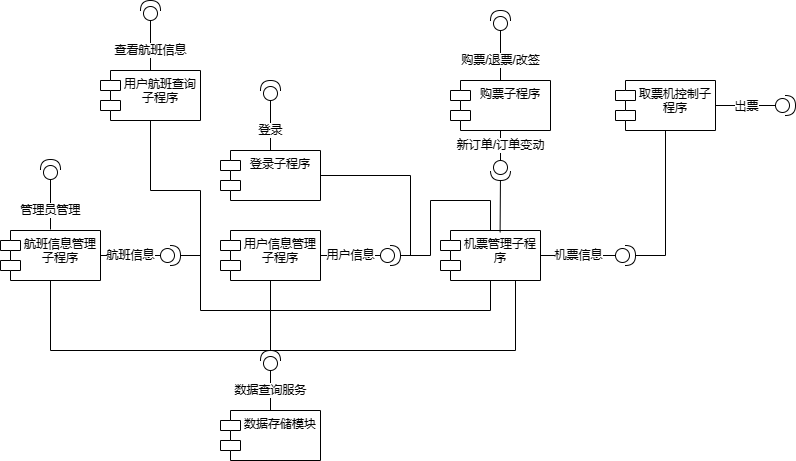 查看航班信息
用户航班查询
子程序
购票/退票/改签
购票子程序
取票机控制子
程序
出票
登录
登录子程序
新订单/订单变动
管理员管理
航班信息管理
子程序
航班信息
用户信息管理
子程序
用户信息
机票管理子程
序
机票信息
数据查询服务
数据存储模块